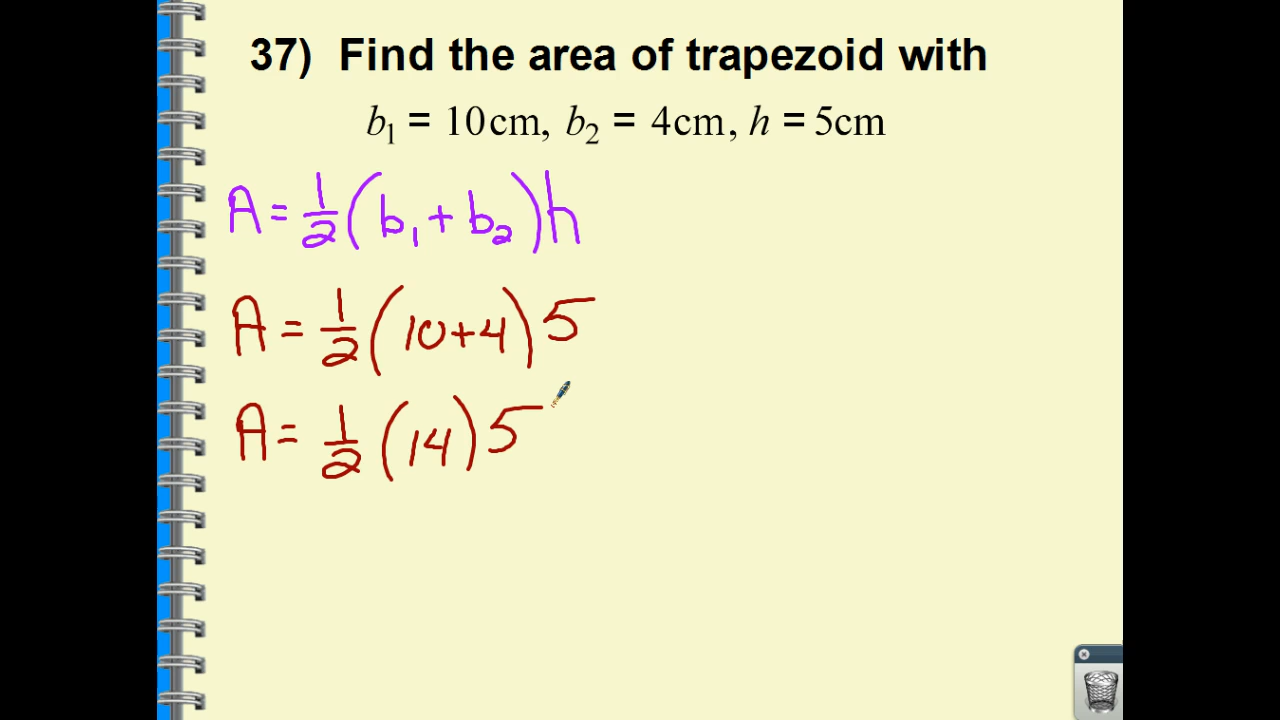 37) Find the area of trapezoid with
b₁ = 10cm, b₂ = 4cm, h = 5cm
A = 1/2 (b₁ + b₂)h
A = 1/2 (10+4)5
A = 1/2 (14)5